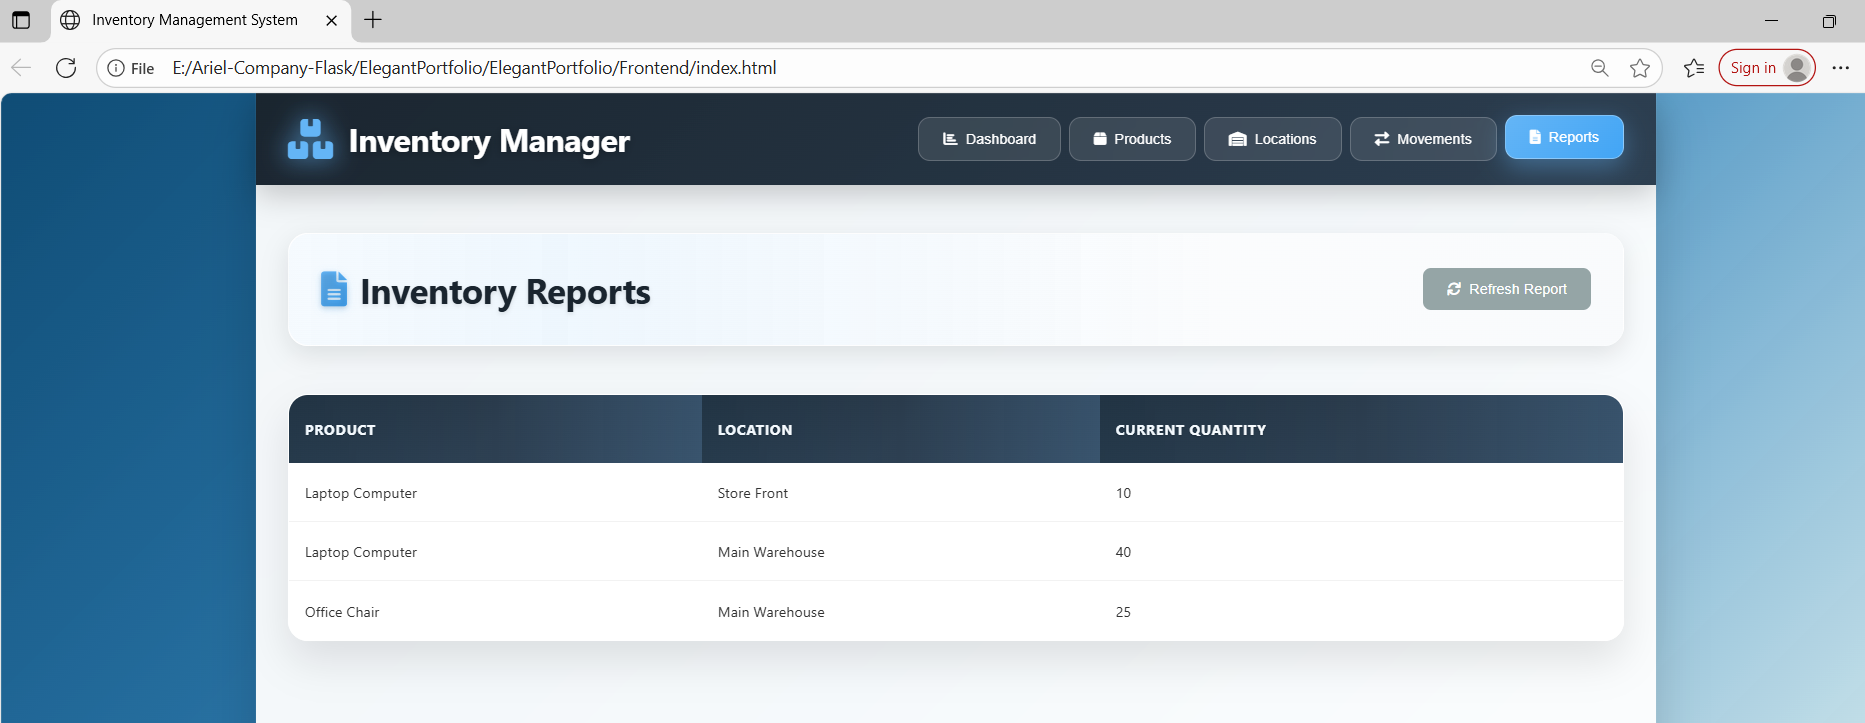 Inventory Management System
File E:/Ariel-Company-Flask/ElegantPortfolio/ElegantPortfolio/Frontend/index.html Sign in
Inventory Manager Dashboard Products Locations Movements Reports
Inventory Reports Refresh Report
PRODUCT LOCATION CURRENT QUANTITY
Laptop Computer Store Front 10
Laptop Computer Main Warehouse 40
Office Chair Main Warehouse 25